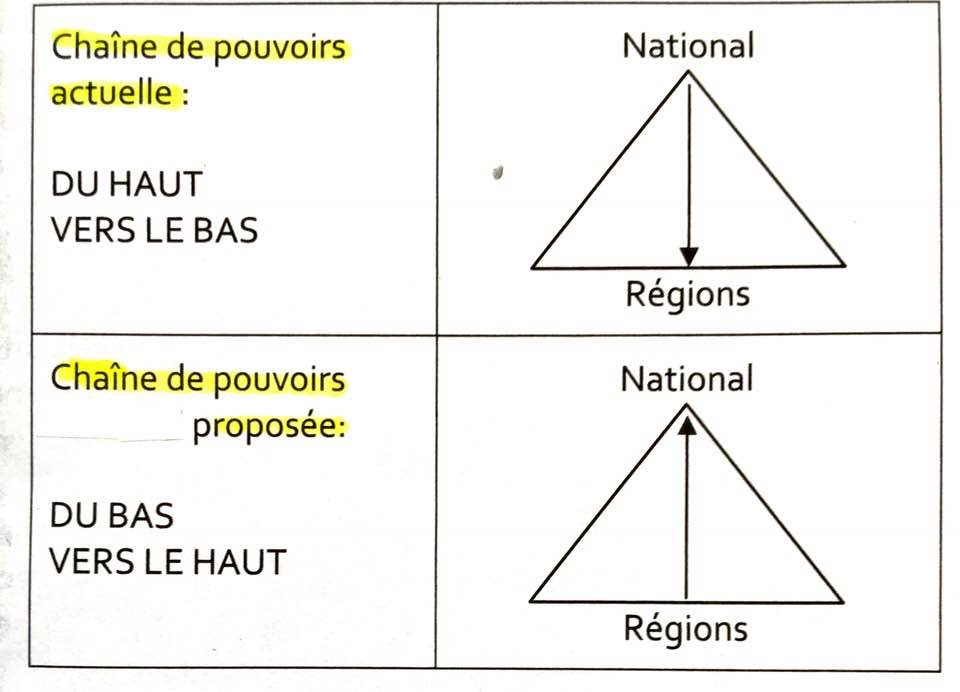 Chaîne de pouvoirs
actuelle :
DU HAUT
VERS LE BAS
National
Régions
Chaîne de pouvoirs
proposée:
DU BAS
VERS LE HAUT
National
Régions